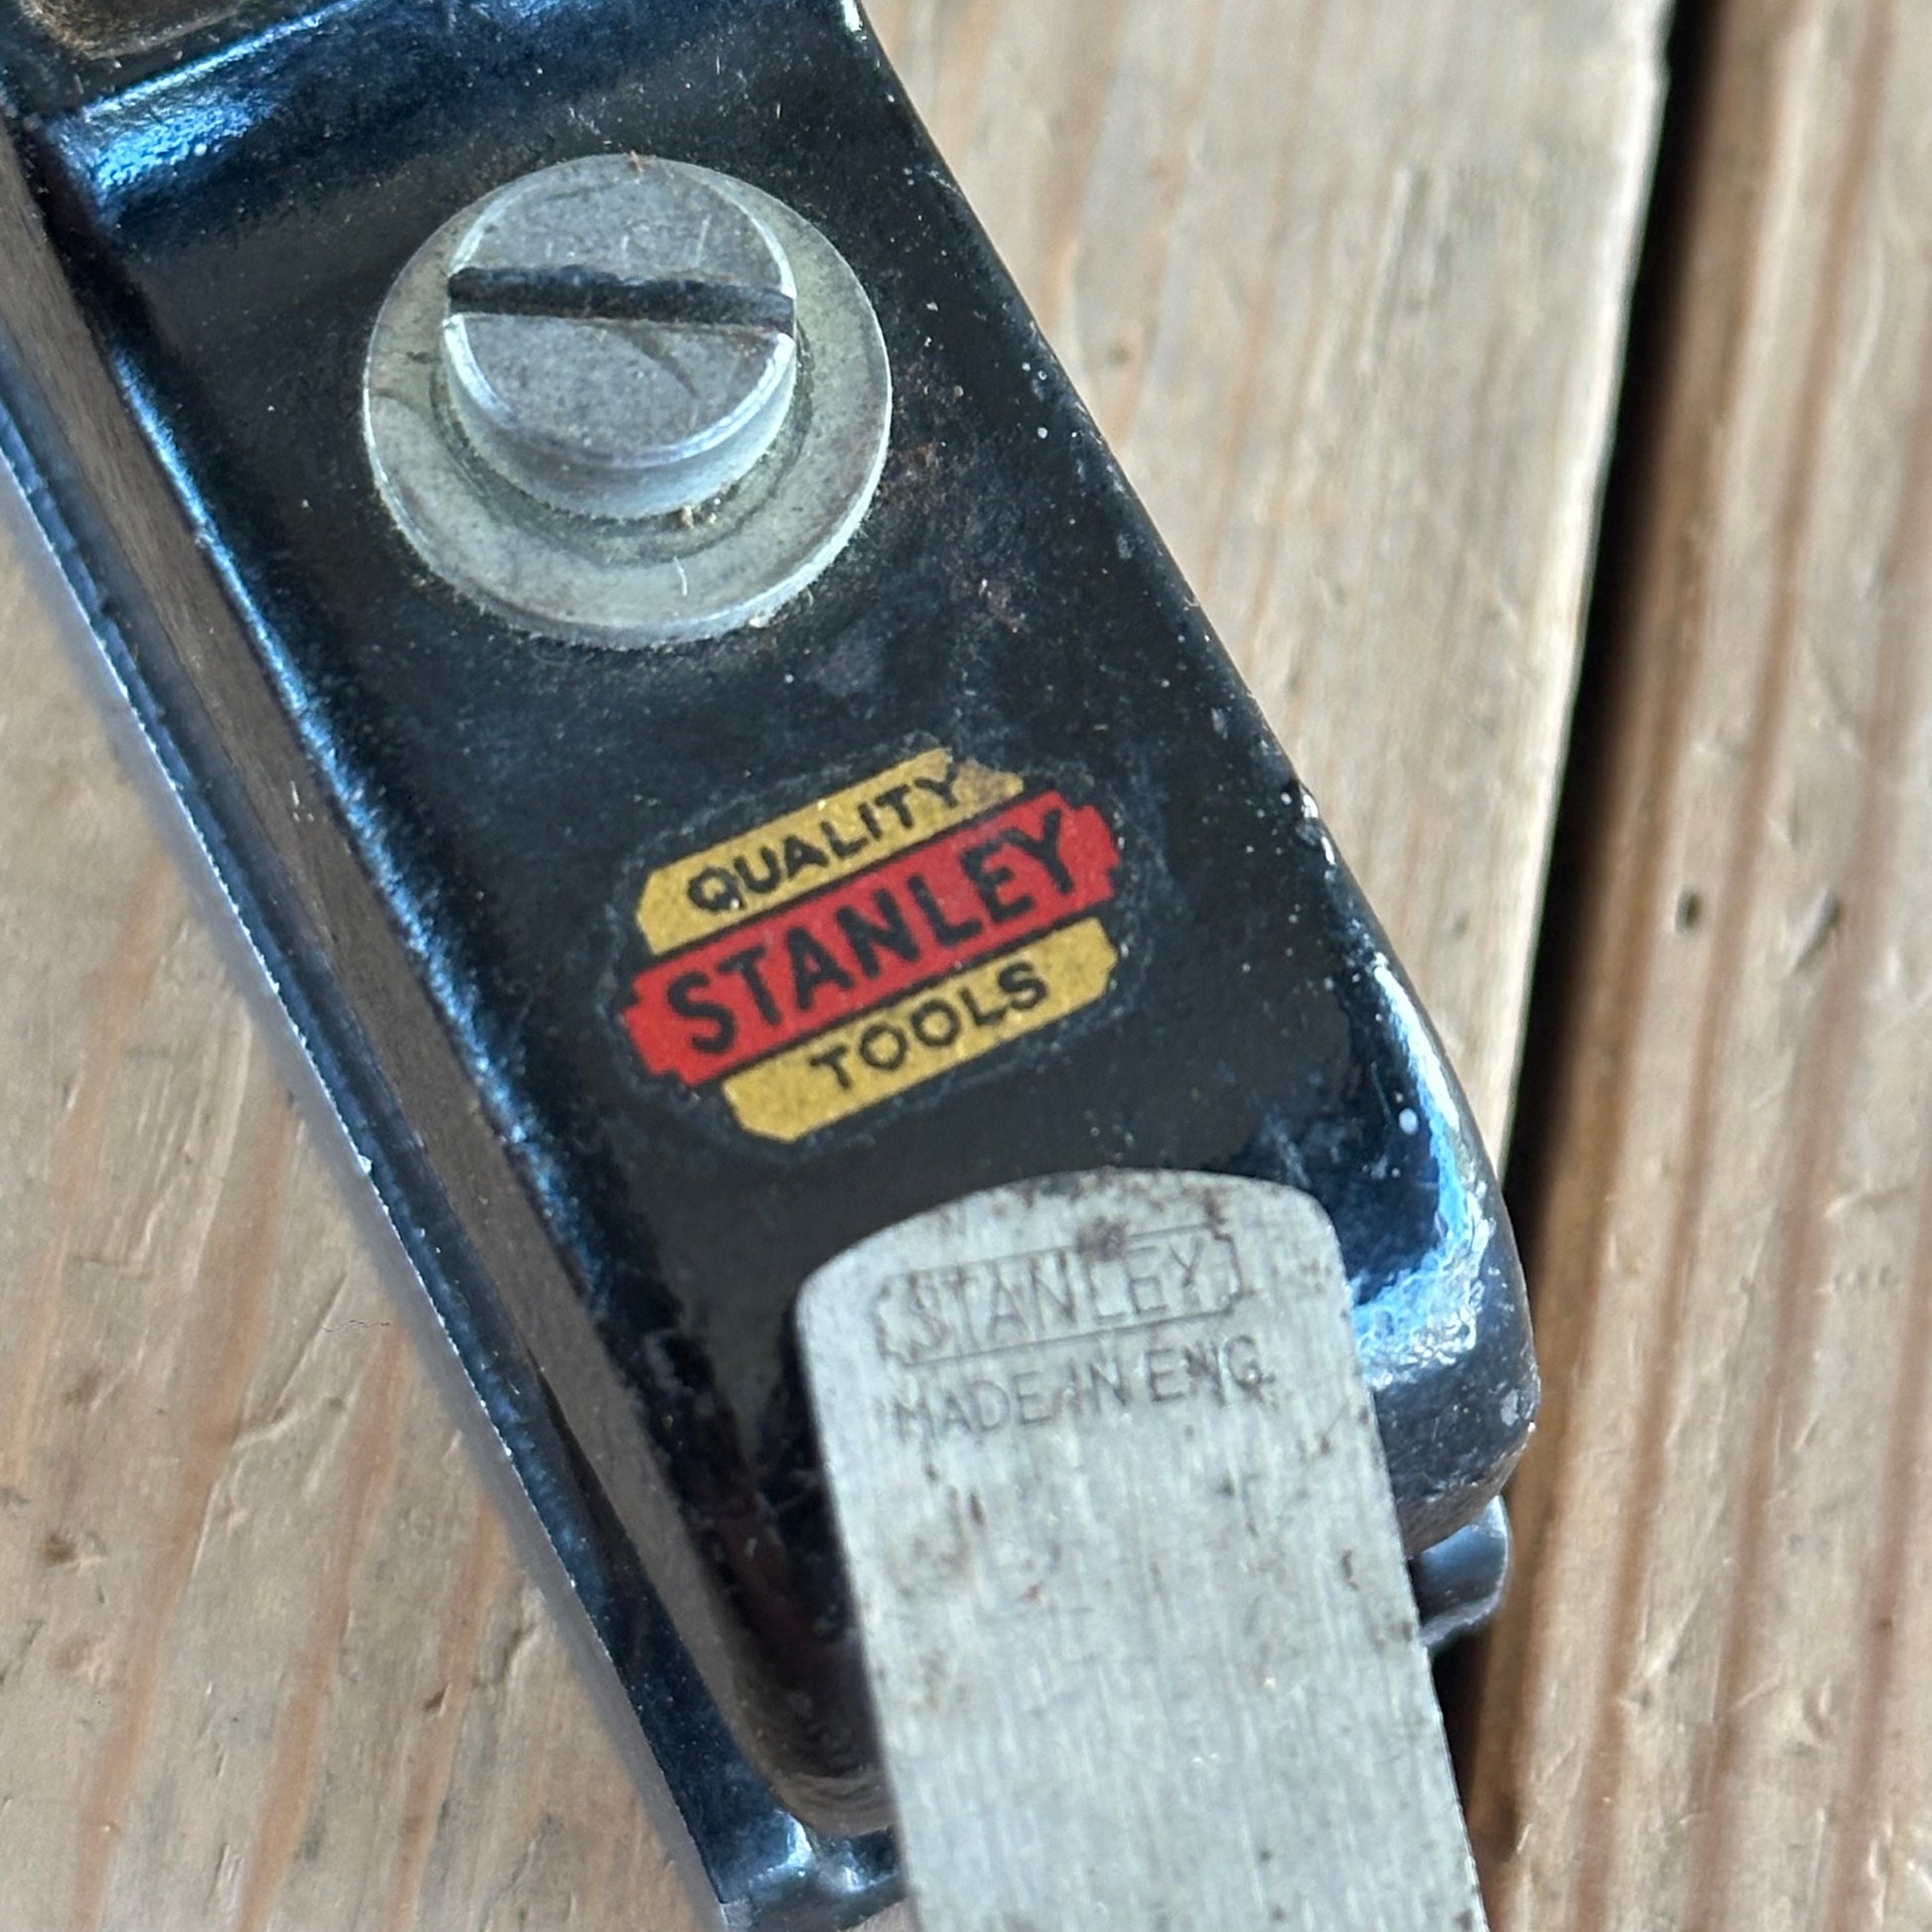 QUALITY
STANLEY
TOOLS
STANLEY
MADE IN ENG.